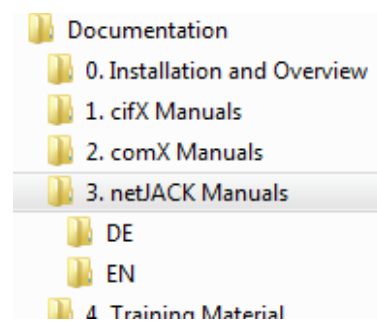 Documentation
0. Installation and Overview
1. cifX Manuals
2. comX Manuals
3. netJACK Manuals
DE
EN
4. Training Material